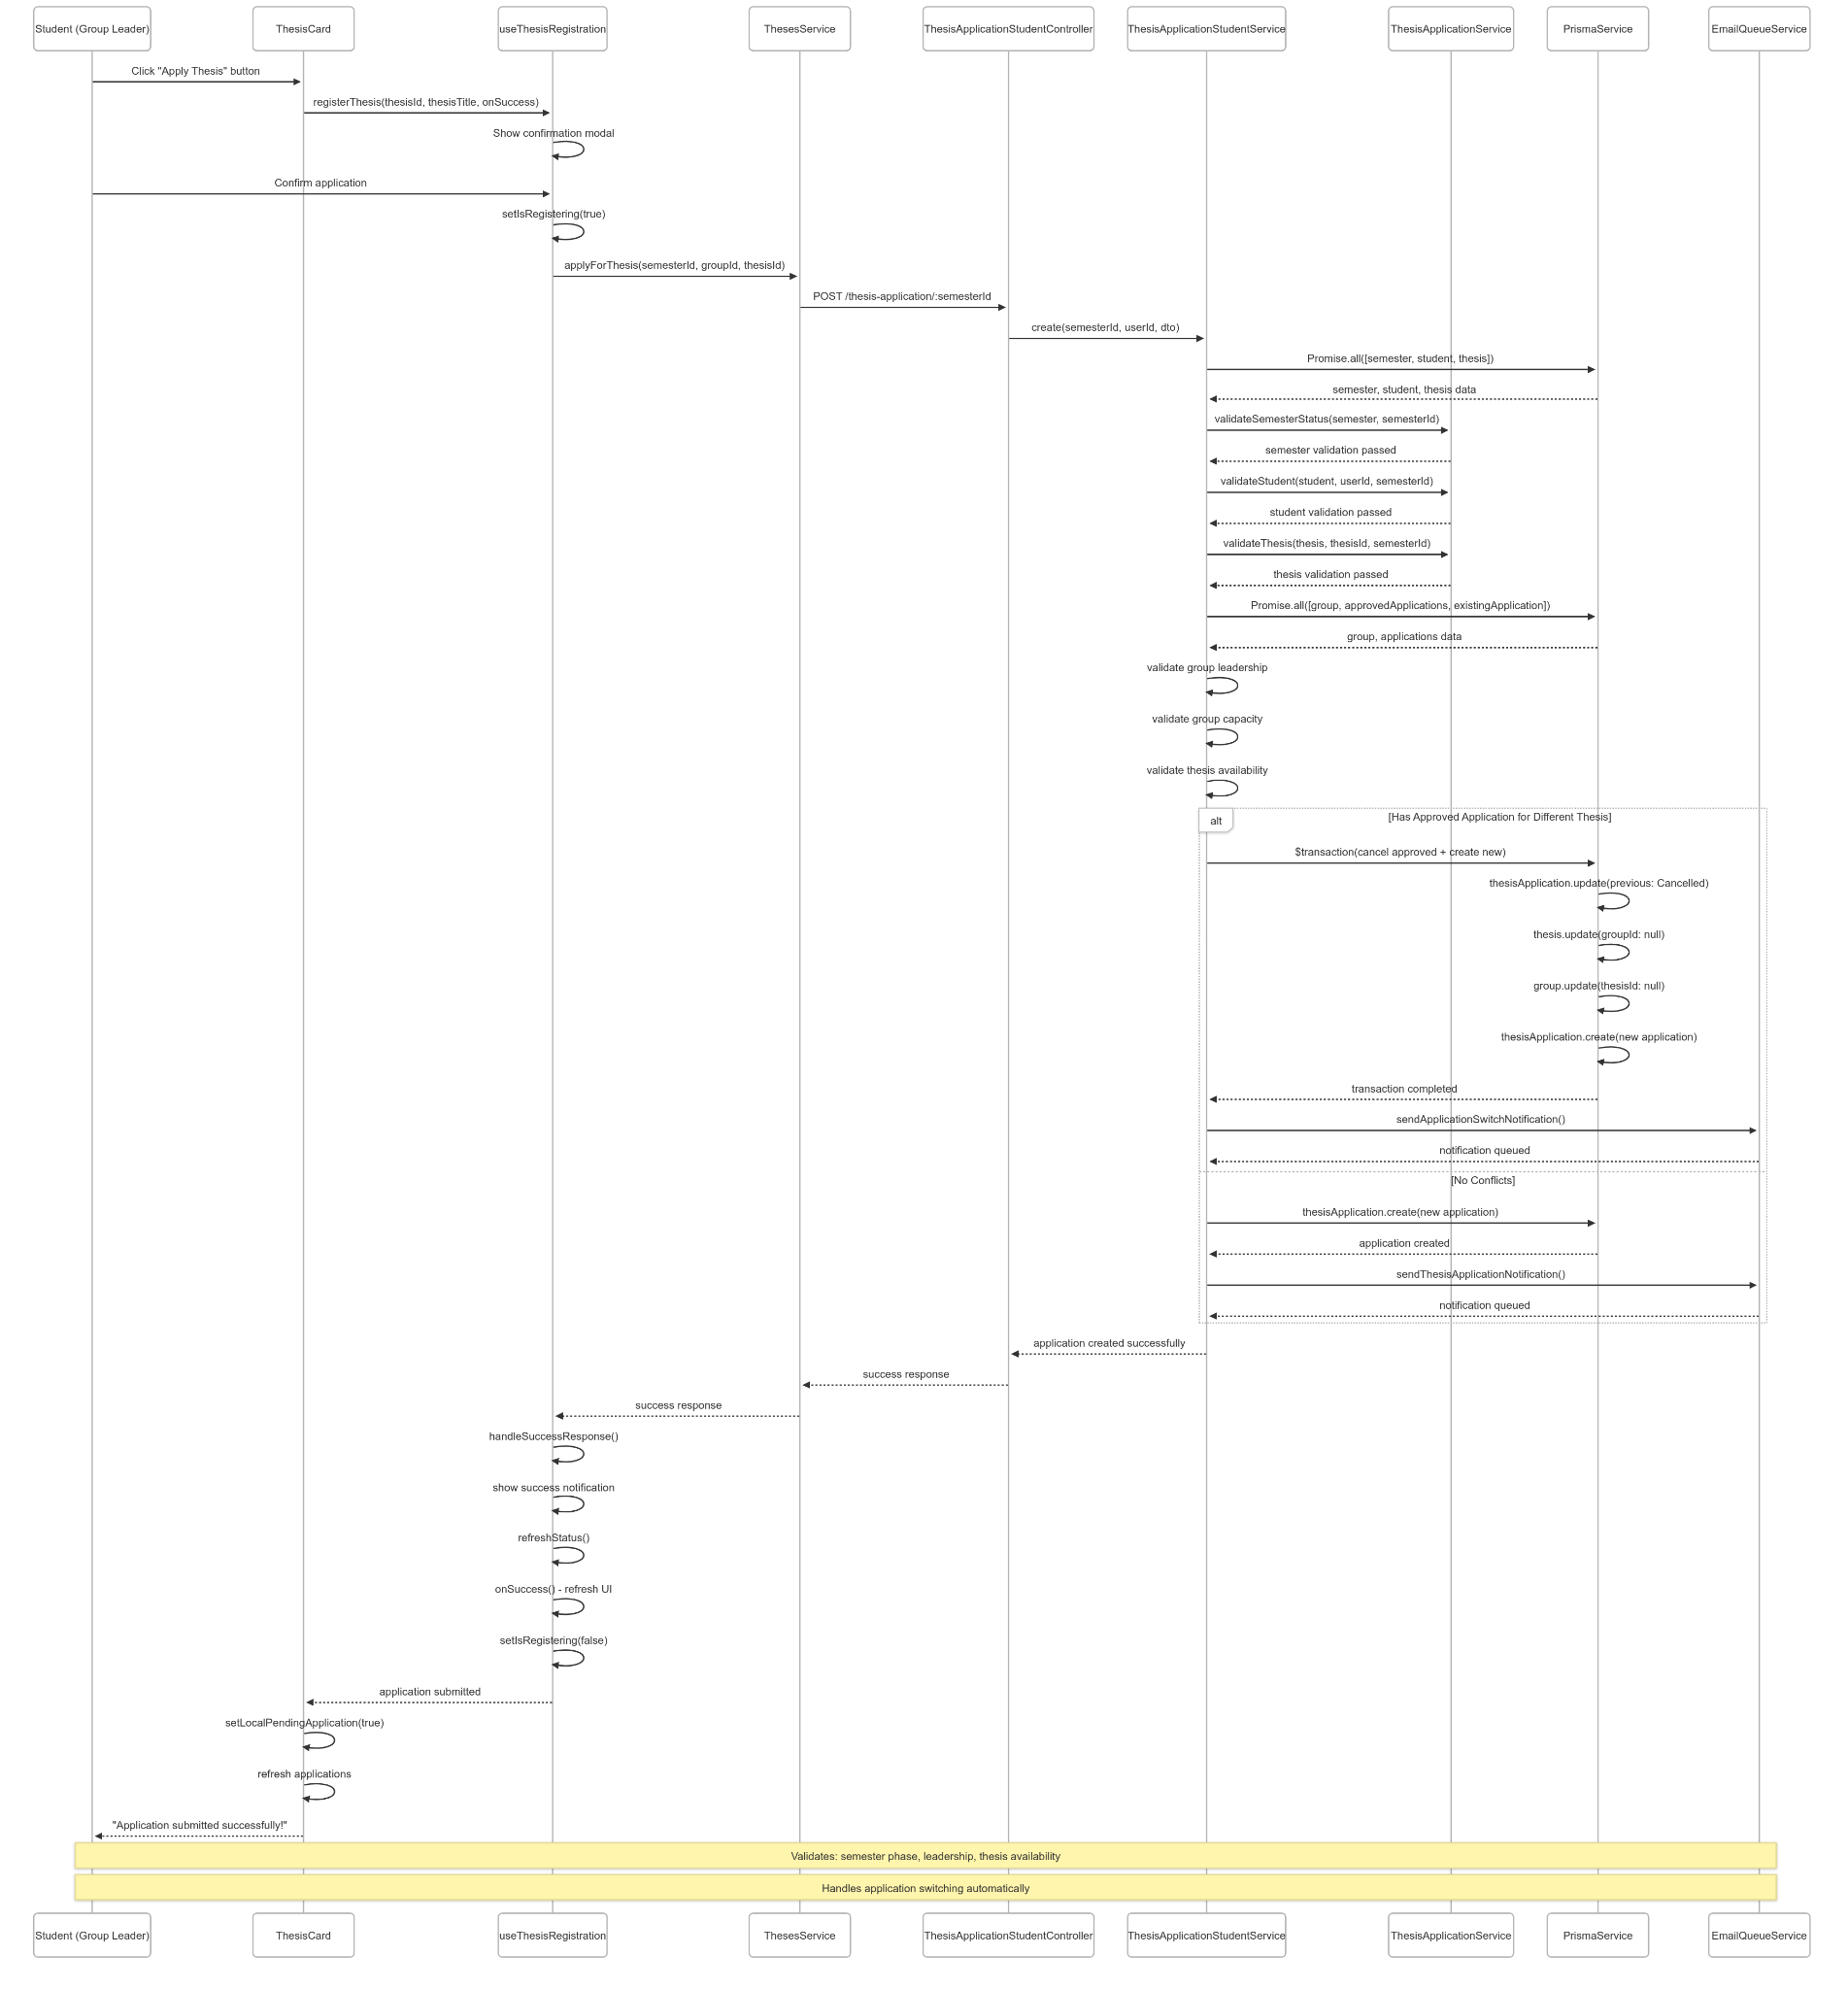 Student (Group Leader)
ThesisCard
useThesisRegistration
ThesesService
ThesisApplicationStudentController
ThesisApplicationStudentService
ThesisApplicationService
PrismaService
EmailQueueService
Click "Apply Thesis" button
registerThesis(thesisId, thesisTitle, onSuccess)
Show confirmation modal
Confirm application
setIsRegistering(true)
applyForThesis(semesterId, groupId, thesisId)
POST /thesis-application/:semesterId
create(semesterId, userId, dto)
Promise.all([semester, student, thesis])
semester, student, thesis data
validateSemesterStatus(semester, semesterId)
semester validation passed
validateStudent(student, userId, semesterId)
student validation passed
validateThesis(thesis, thesisId, semesterId)
thesis validation passed
Promise.all([group, approvedApplications, existingApplication])
group, applications data
validate group leadership
validate group capacity
validate thesis availability
alt
[Has Approved Application for Different Thesis]
$transaction(cancel approved + create new)
thesisApplication.update(previous: Cancelled)
thesis.update(groupId: null)
group.update(thesisId: null)
thesisApplication.create(new application)
transaction completed
sendApplicationSwitchNotification()
notification queued
[No Conflicts]
thesisApplication.create(new application)
application created
sendThesisApplicationNotification()
notification queued
application created successfully
success response
success response
handleSuccessResponse()
show success notification
refreshStatus()
onSuccess() - refresh UI
setIsRegistering(false)
application submitted
setLocalPendingApplication(true)
refresh applications
"Application submitted successfully!"
Validates: semester phase, leadership, thesis availability
Handles application switching automatically
Student (Group Leader)
ThesisCard
useThesisRegistration
ThesesService
ThesisApplicationStudentController
ThesisApplicationStudentService
ThesisApplicationService
PrismaService
EmailQueueService